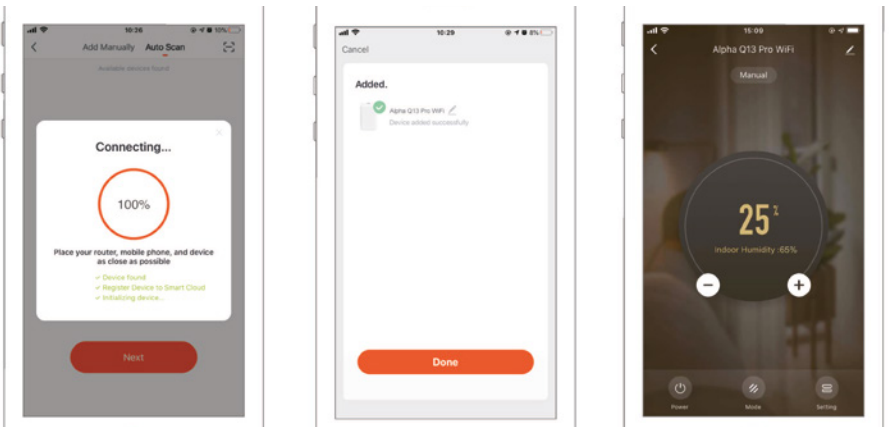 10:26
10%
Add Manually Auto Scan
Available devices found
Connecting...
100%
Place your router, mobile phone, and device
as close as possible
✓ Device found
✓ Register Device to Smart Cloud
✓ Initializing device...
Next
10:29
8%
Cancel
Added.
Alpha Q13 Pro WiFi
Device added successfully
Done
15:09
Alpha Q13 Pro WiFi
Manual
25%
Indoor Humidity :65%
Power Mode Setting